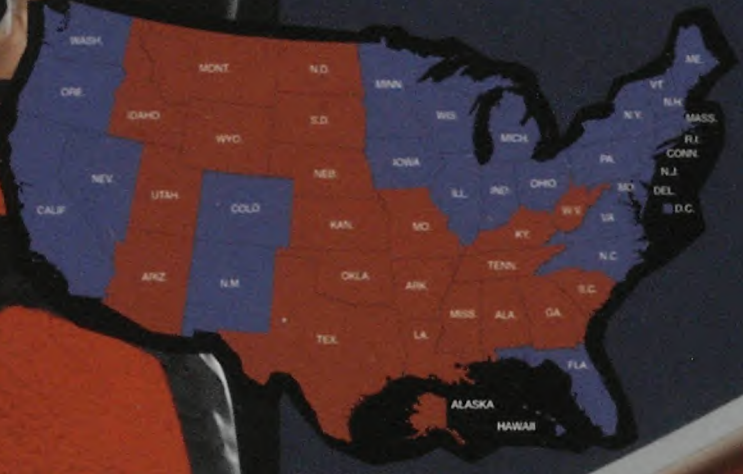 WASH.
MONT.
N.D.
MINN.
ME.
ORE.
IDAHO
S.D.
WIS.
MICH.
VT.
N.H.
N.Y.
MASS.
WYO.
R.I.
CONN.
IOWA
PA.
NEB.
N.J.
NEV.
UTAH
COLO.
ILL.
IND.
OHIO
MD.
DEL.
D.C.
CALIF.
KAN.
MO.
KY.
W.V.
VA.
N.C.
TENN.
ARIZ.
N.M.
OKLA.
ARK.
S.C.
MISS.
ALA.
GA.
TEX.
LA.
FLA.
ALASKA
HAWAII